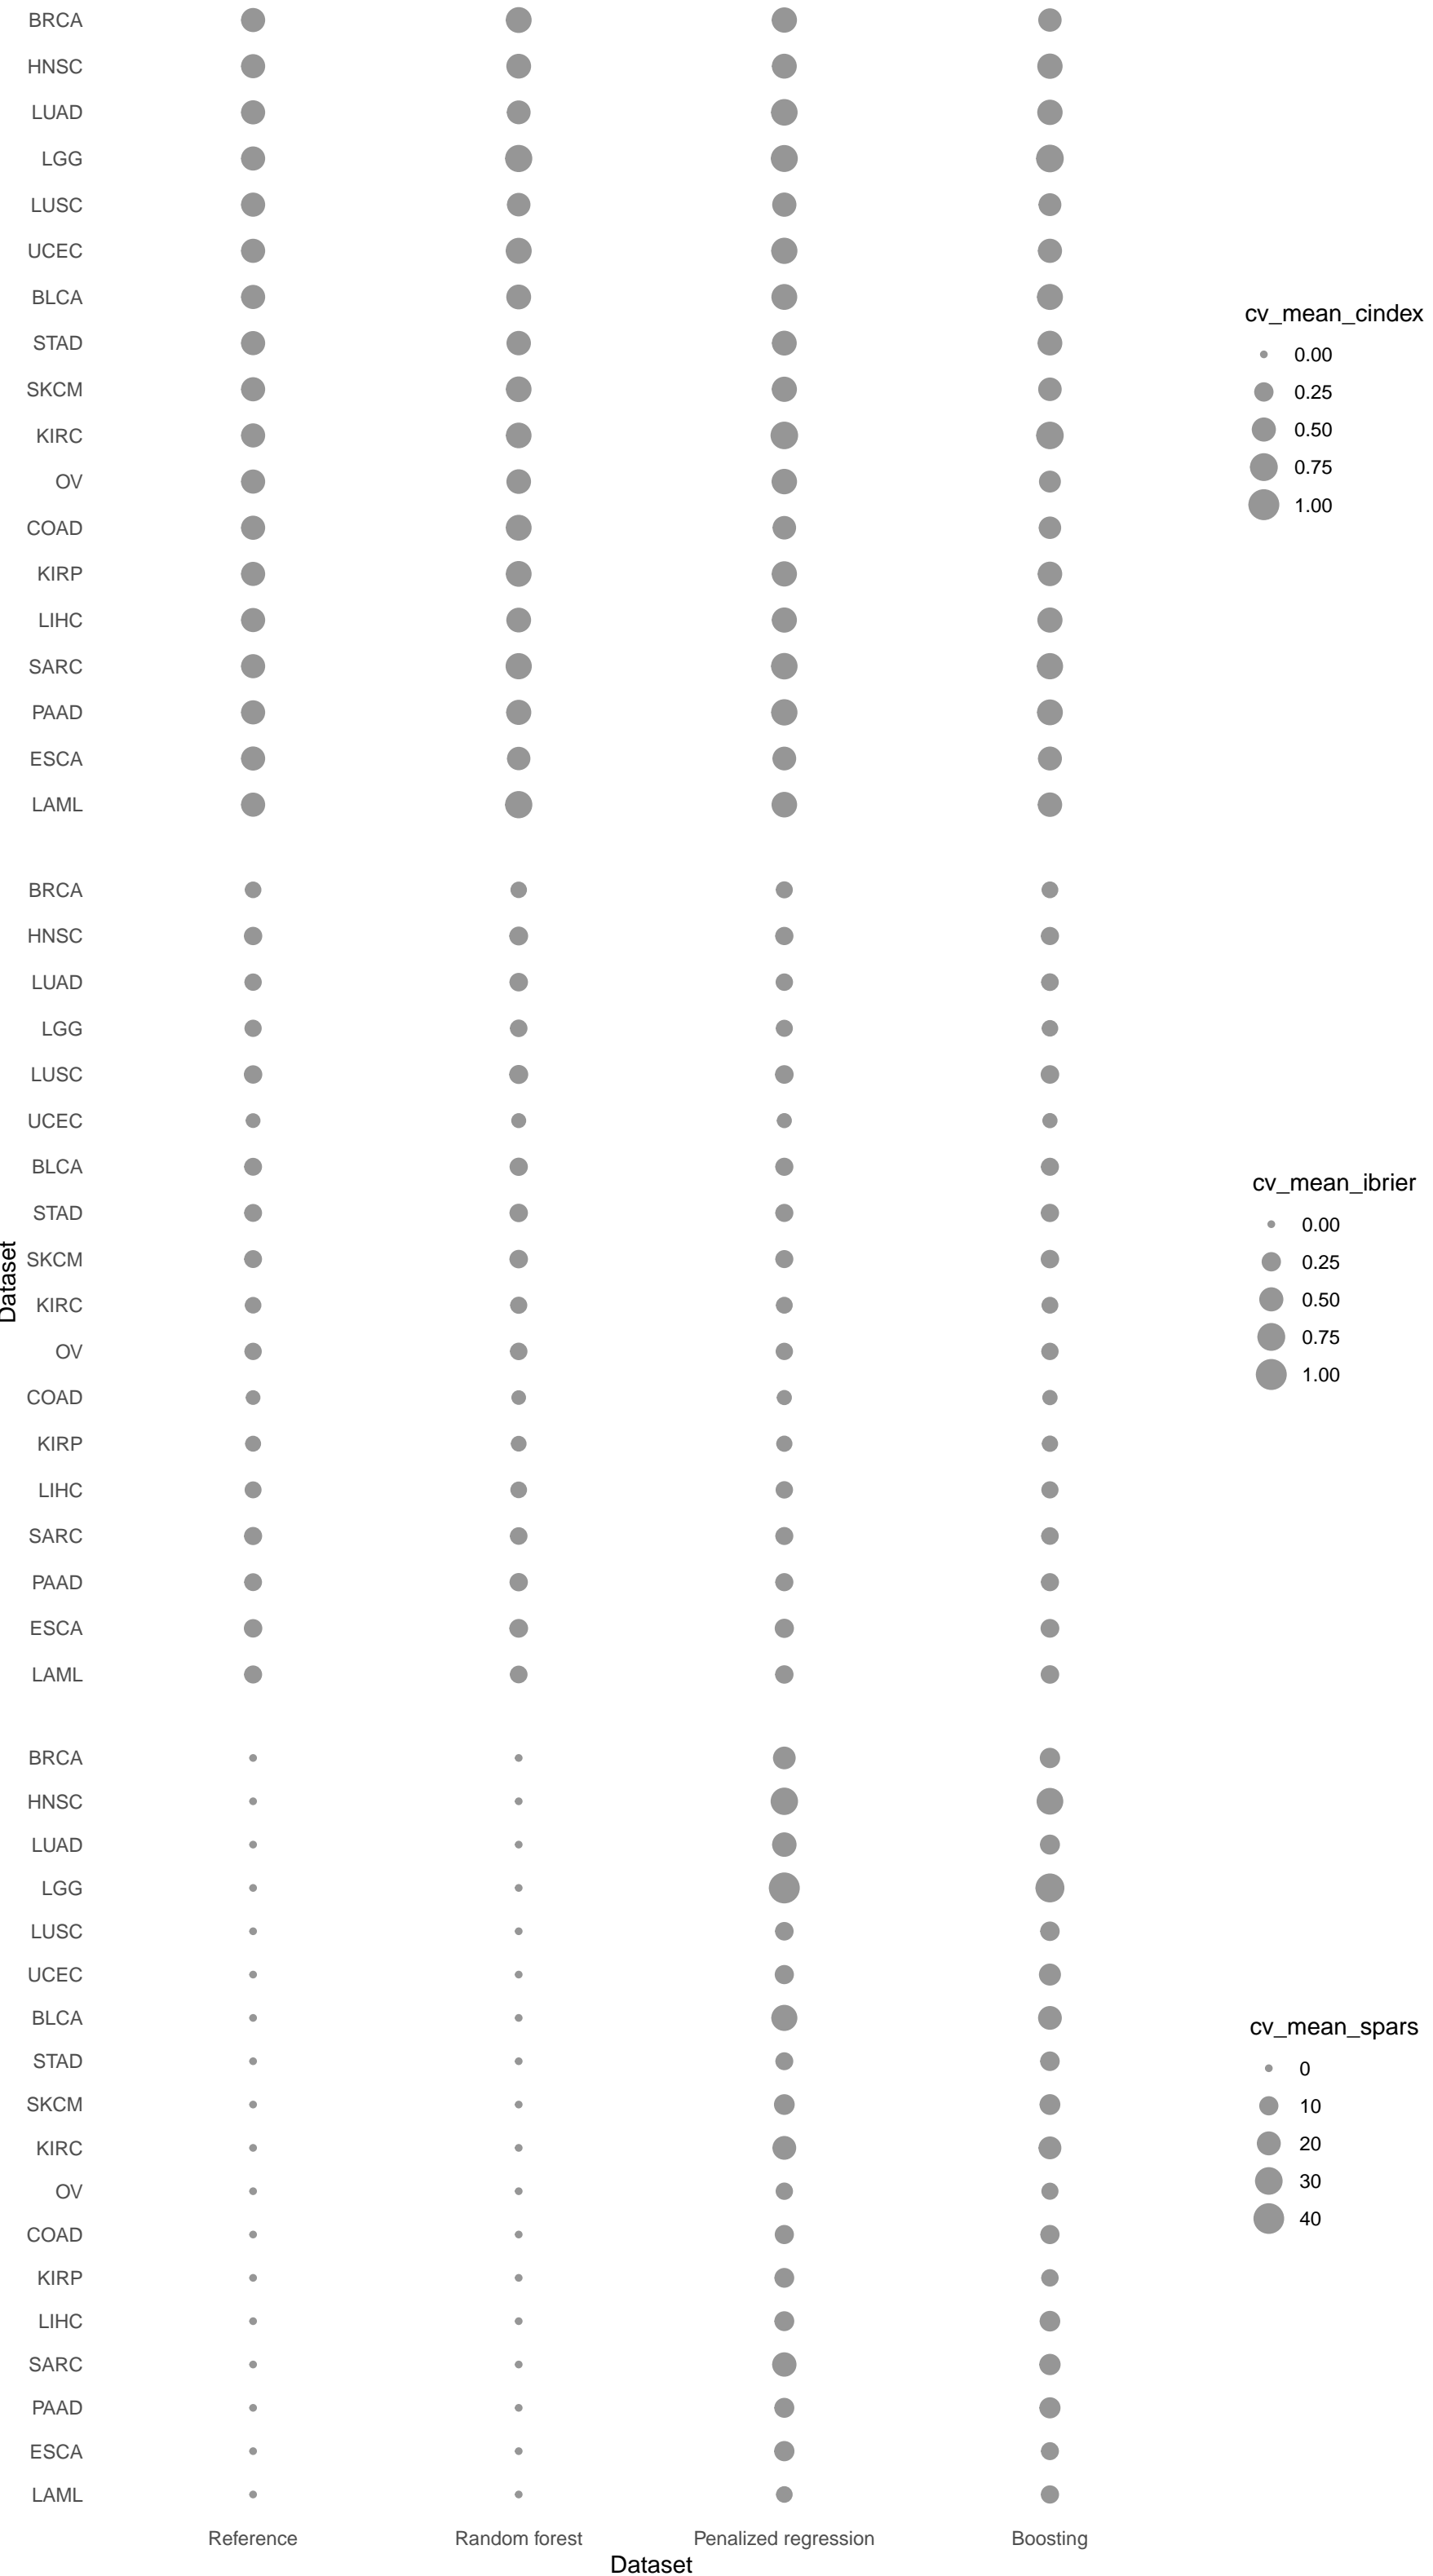 BRCA
HNSC
LUAD
LGG
LUSC
UCEC
BLCA
STAD
SKCM
KIRC
OV
COAD
KIRP
LIHC
SARC
PAAD
ESCA
LAML
cv_mean_cindex
0.00
0.25
0.50
0.75
1.00
BRCA
HNSC
LUAD
LGG
LUSC
UCEC
BLCA
STAD
SKCM
KIRC
OV
COAD
KIRP
LIHC
SARC
PAAD
ESCA
LAML
Dataset
cv_mean_ibrier
0.00
0.25
0.50
0.75
1.00
BRCA
HNSC
LUAD
LGG
LUSC
UCEC
BLCA
STAD
SKCM
KIRC
OV
COAD
KIRP
LIHC
SARC
PAAD
ESCA
LAML
cv_mean_spars
0
10
20
30
40
Reference
Random forest
Penalized regression
Boosting
Dataset